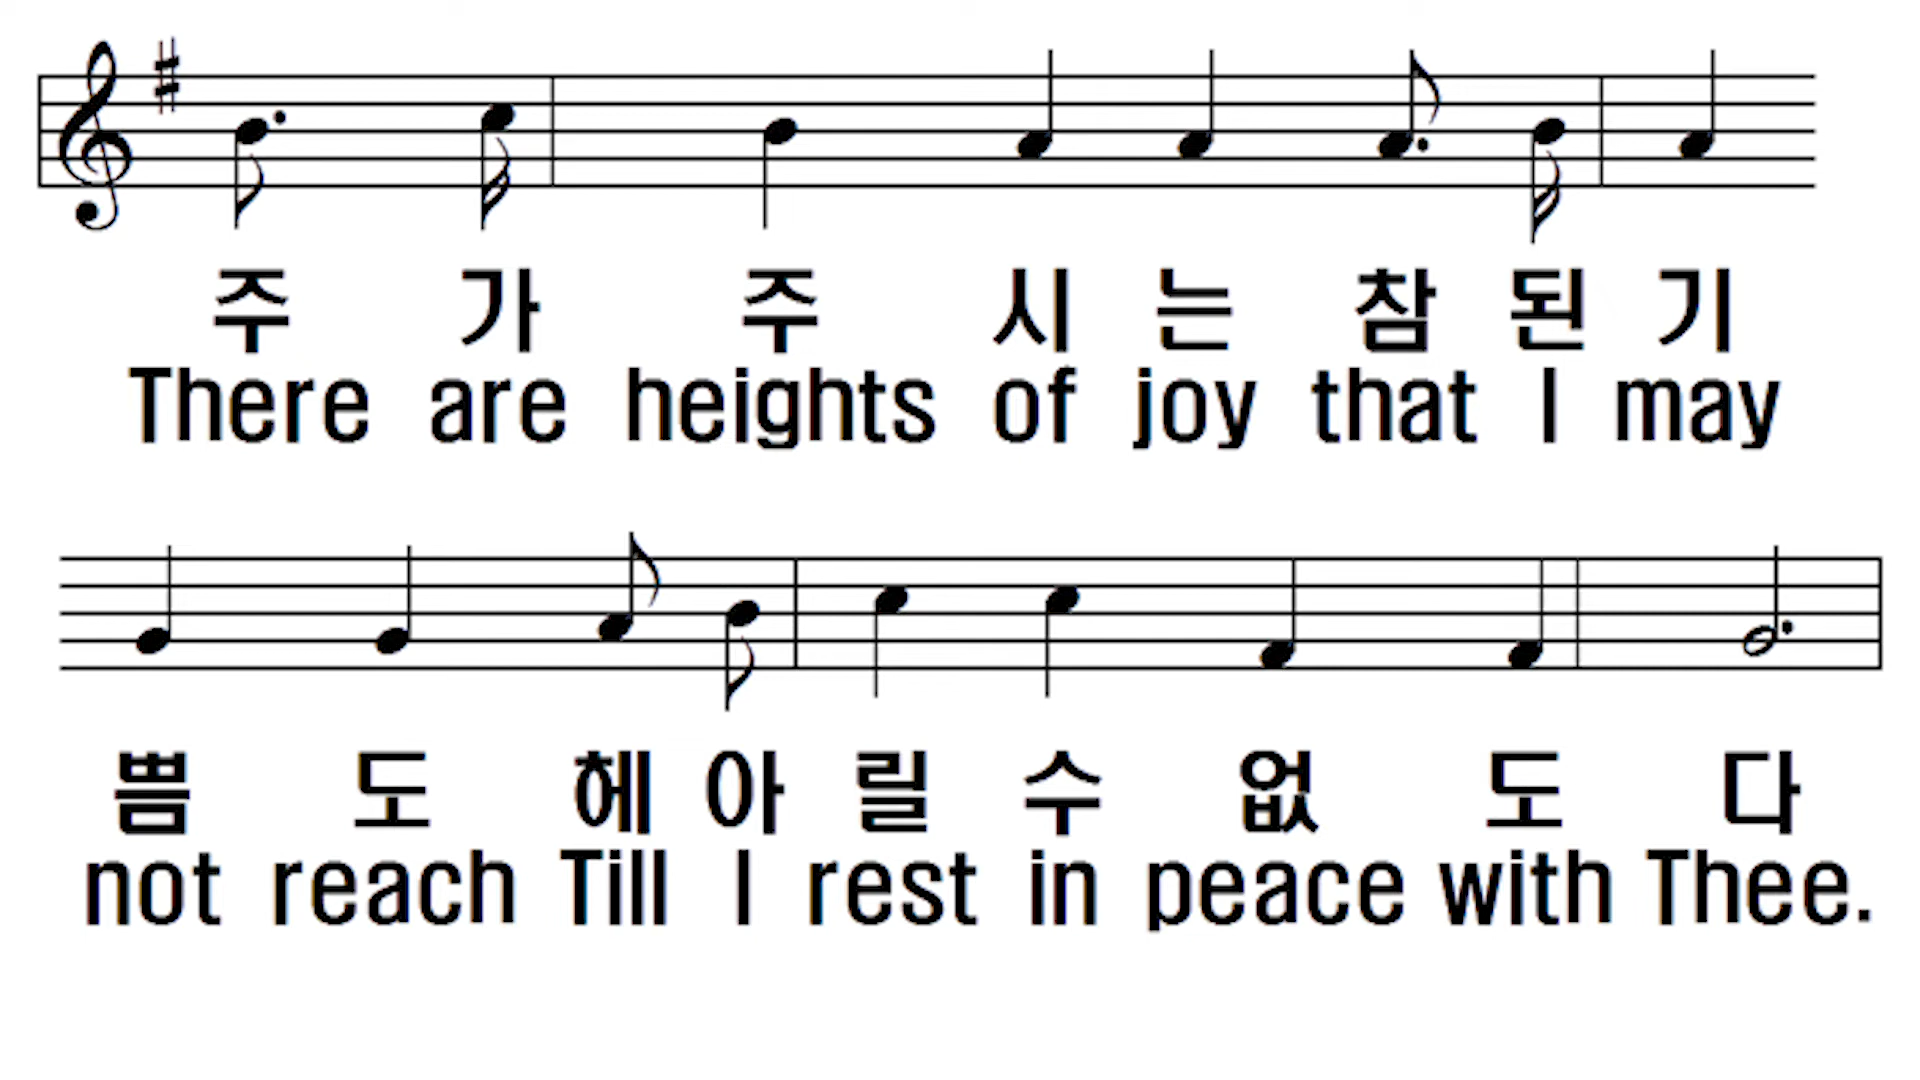 주 가 주 시 는 참 된 기
There are heights of joy that I may
쁨 도 헤 아 릴 수 없 도 다
not reach Till I rest in peace with Thee.